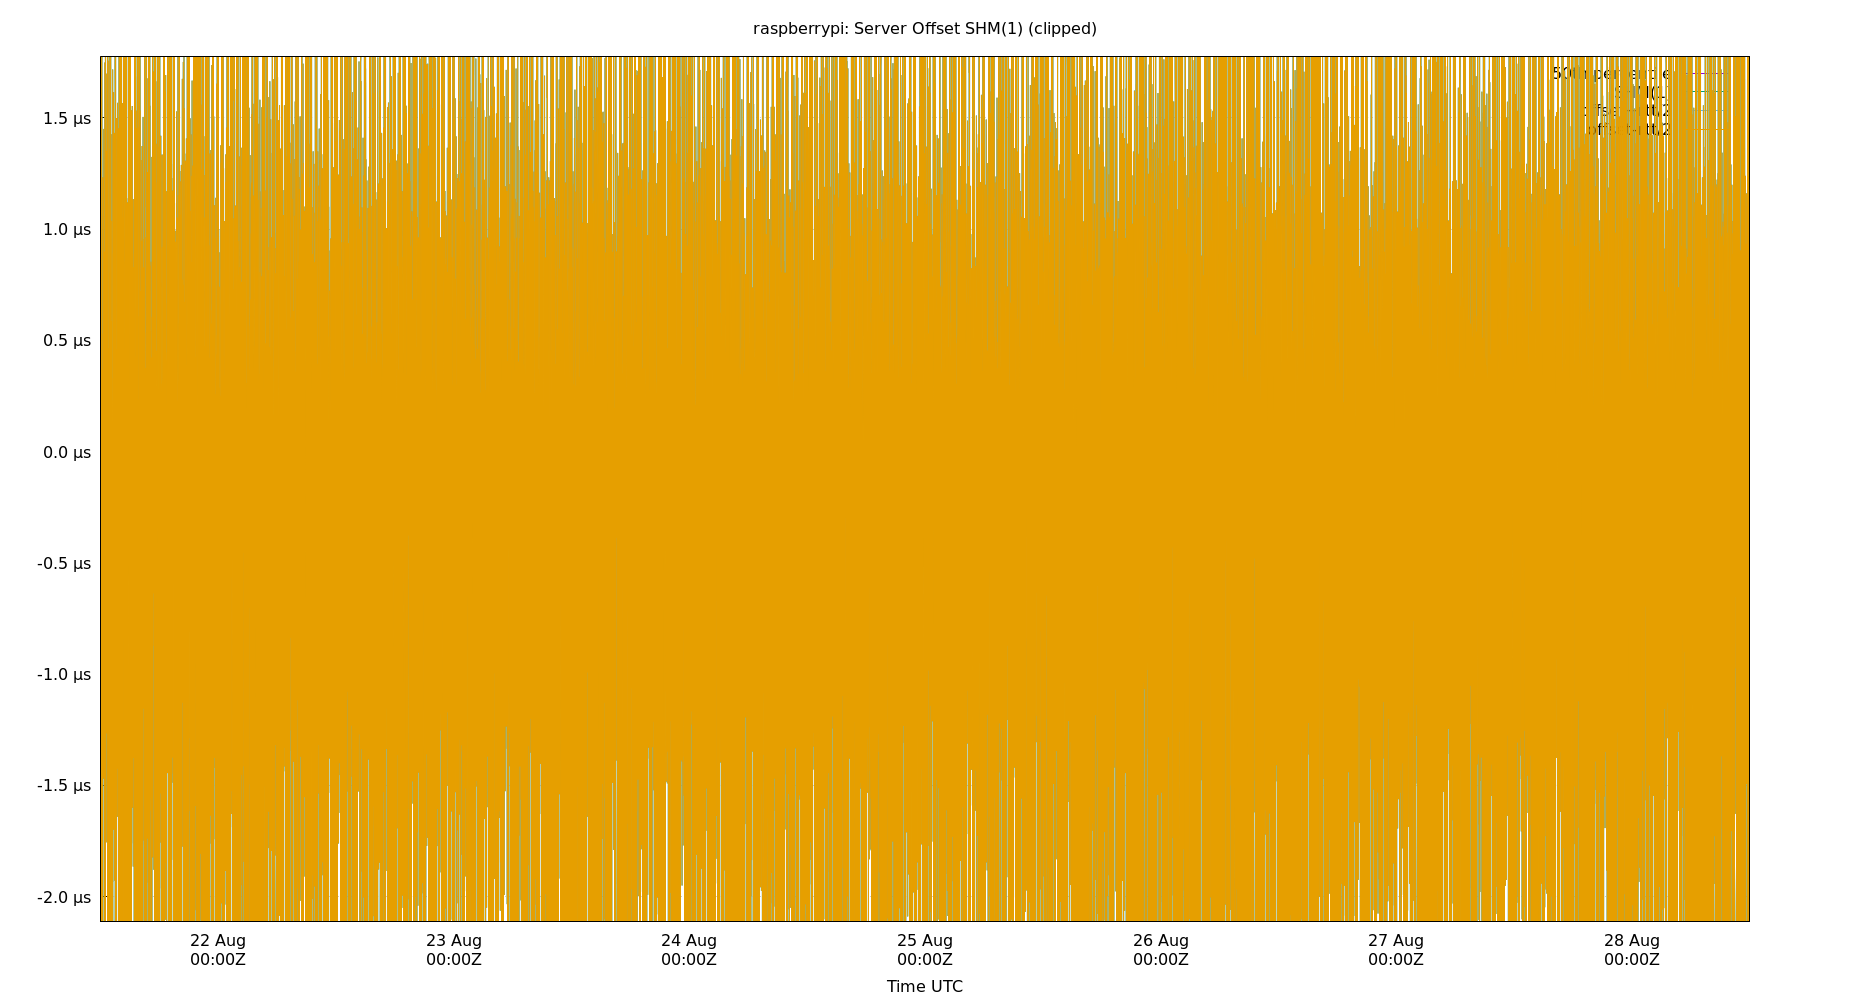 raspberrypi: Server Offset SHM(1) (clipped)
1.5 µs
1.0 µs
0.5 µs
0.0 µs
-0.5 µs
-1.0 µs
-1.5 µs
-2.0 µs
22 Aug 23 Aug 24 Aug 25 Aug 26 Aug 27 Aug 28 Aug
00:00Z 00:00Z 00:00Z 00:00Z 00:00Z 00:00Z 00:00Z
Time UTC